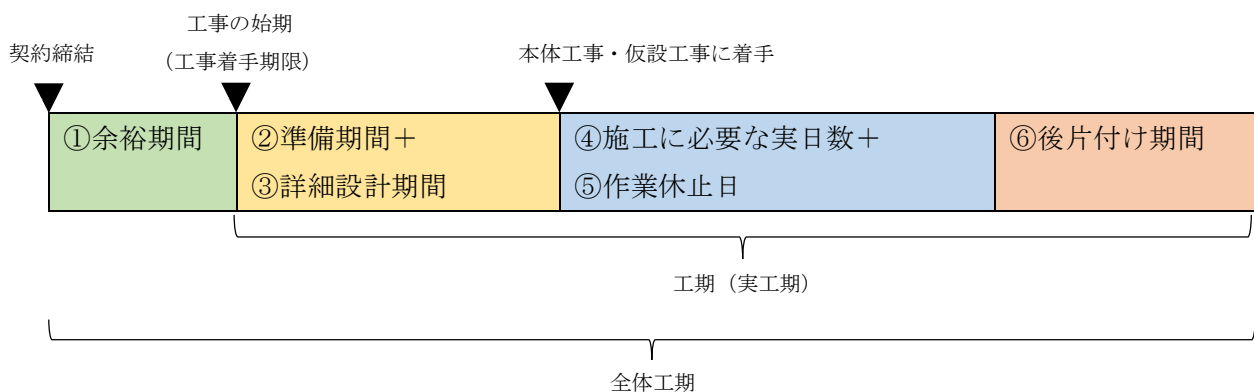 工事の始期
契約締結
（工事着手期限）
本体工事・仮設工事に着手
①余裕期間
②準備期間＋
③詳細設計期間
④施工に必要な実日数＋
⑤作業休止日
⑥後片付け期間
工期（実工期）
全体工期